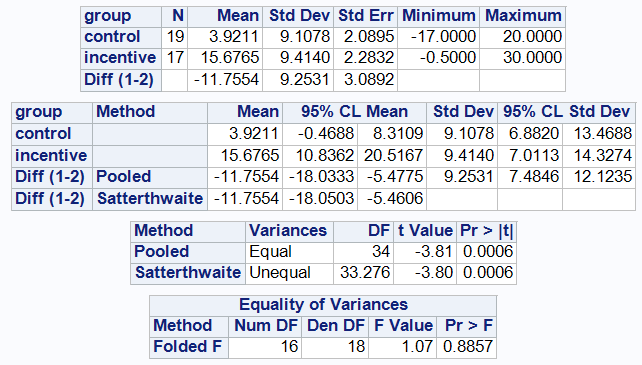 group N Mean Std Dev Std Err Minimum Maximum
control 19 3.9211 9.1078 2.0895 -17.0000 20.0000
incentive 17 15.6765 9.4140 2.2832 -0.5000 30.0000
Diff (1-2) -11.7554 9.2531 3.0892
group Method Mean 95% CL Mean Std Dev 95% CL Std Dev
control 3.9211 -0.4688 8.3109 9.1078 6.8820 13.4688
incentive 15.6765 10.8362 20.5167 9.4140 7.0113 14.3274
Diff (1-2) Pooled -11.7554 -18.0333 -5.4775 9.2531 7.4846 12.1235
Diff (1-2) Satterthwaite -11.7554 -18.0503 -5.4606
Method Variances DF t Value Pr > |t|
Pooled Equal 34 -3.81 0.0006
Satterthwaite Unequal 33.276 -3.80 0.0006
Equality of Variances
Method Num DF Den DF F Value Pr > F
Folded F 16 18 1.07 0.8857